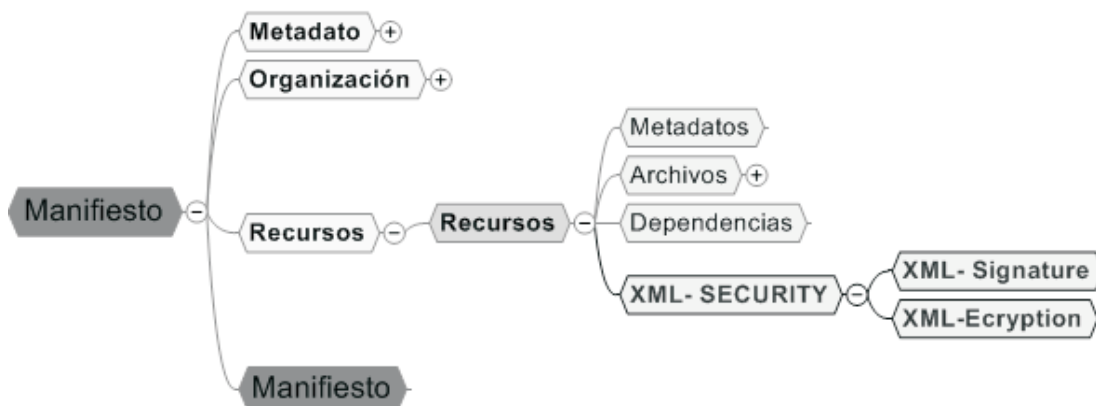 Metadato
Organización
Metadatos
Archivos
Manifiesto
Recursos
Recursos
Dependencias
XML- SECURITY
XML- Signature
XML-Ecryption
Manifiesto